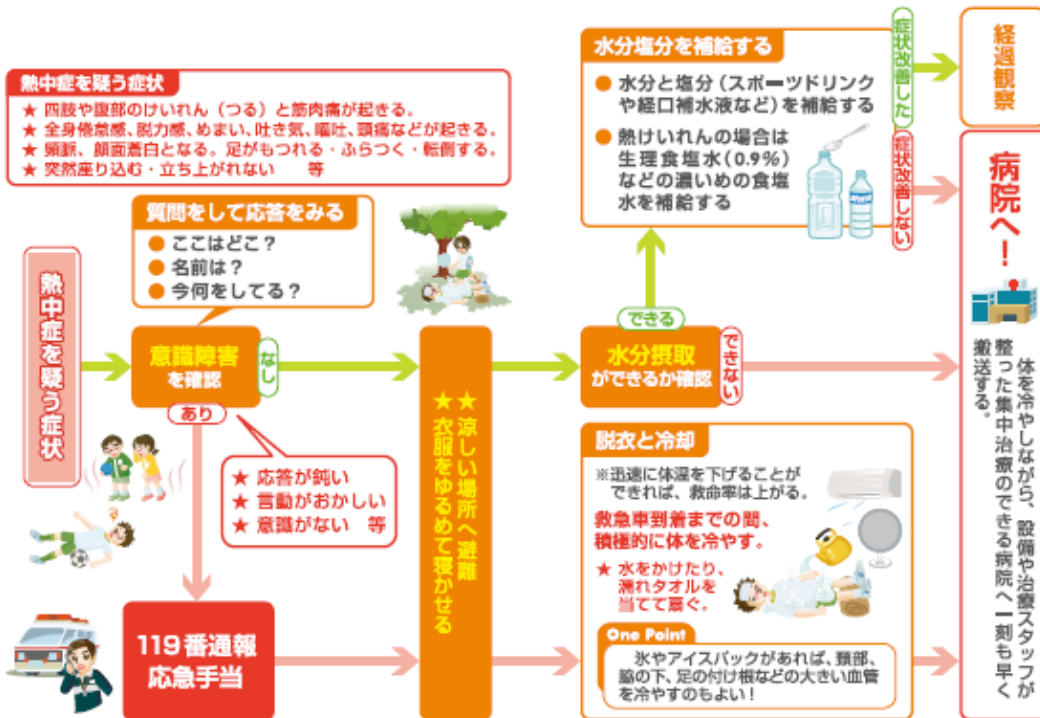 熱中症を疑う症状
★ 四肢や腹部のけいれん（つる）と筋肉痛が起きる。
★ 全身倦怠感、脱力感、めまい、吐き気、嘔吐、頭痛などが起きる。
★ 頻脈、顔面蒼白となる。足がもつれる・ふらつく・転倒する。
★ 突然座り込む・立ち上がれない 等
熱中症を疑う症状
質問をして応答をみる
● ここはどこ？
● 名前は？
● 今何をしてる？
意識障害
を確認
なし
あり
★ 応答が鈍い
★ 言動がおかしい
★ 意識がない 等
119番通報
応急手当
★ 涼しい場所へ避難
★ 衣服をゆるめて寝かせる
水分摂取
ができるか確認
できる
できない
水分塩分を補給する
● 水分と塩分（スポーツドリンク
や経口補水液など）を補給する
● 熱けいれんの場合は
生理食塩水（0.9％）
などの濃いめの食塩
水を補給する
症状改善した
症状改善しない
経過観察
脱衣と冷却
※迅速に体温を下げることが
できれば、救命率は上がる。
救急車到着までの間、
積極的に体を冷やす。
★ 水をかけたり、
濡れタオルを
当てて扇ぐ。
One Point
氷やアイスパックがあれば、頚部、
脇の下、足の付け根などの大きい血管
を冷やすのもよい！
病院へ！
体を冷やしながら、設備や治療スタッフが
整った集中治療のできる病院へ一刻も早く
搬送する。